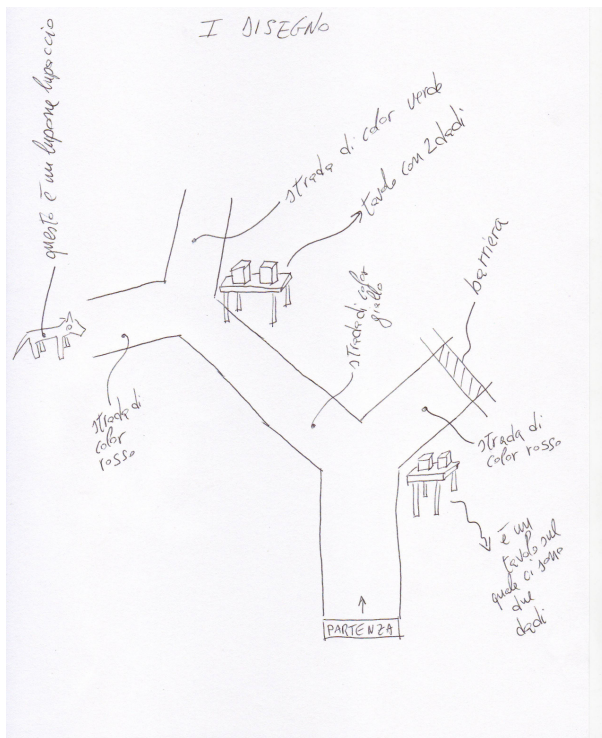 I DISEGNO
questo è un lupone lupaccio
strada di color verde
tavolo con 2 dadi
barriera
strada di color
giallo
strada di
color
rosso
strada di
color rosso
è un
tavolo sul
quale ci sono
due
dadi
PARTENZA